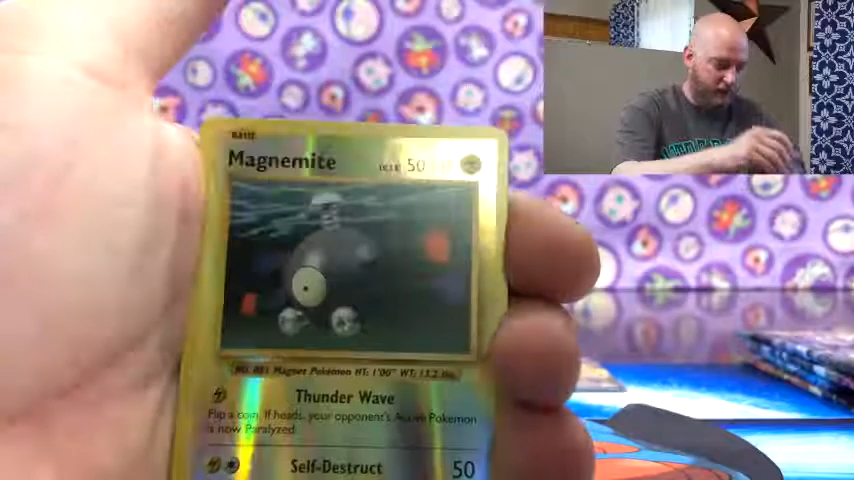 BASIC
Magnemite 50
NO. 081 Magnet Pokémon HT: 1'00" WT: 13.2 lbs.
Thunder Wave
Flip a coin. If heads, your opponent's Active Pokémon
is now Paralyzed.
Self-Destruct 50